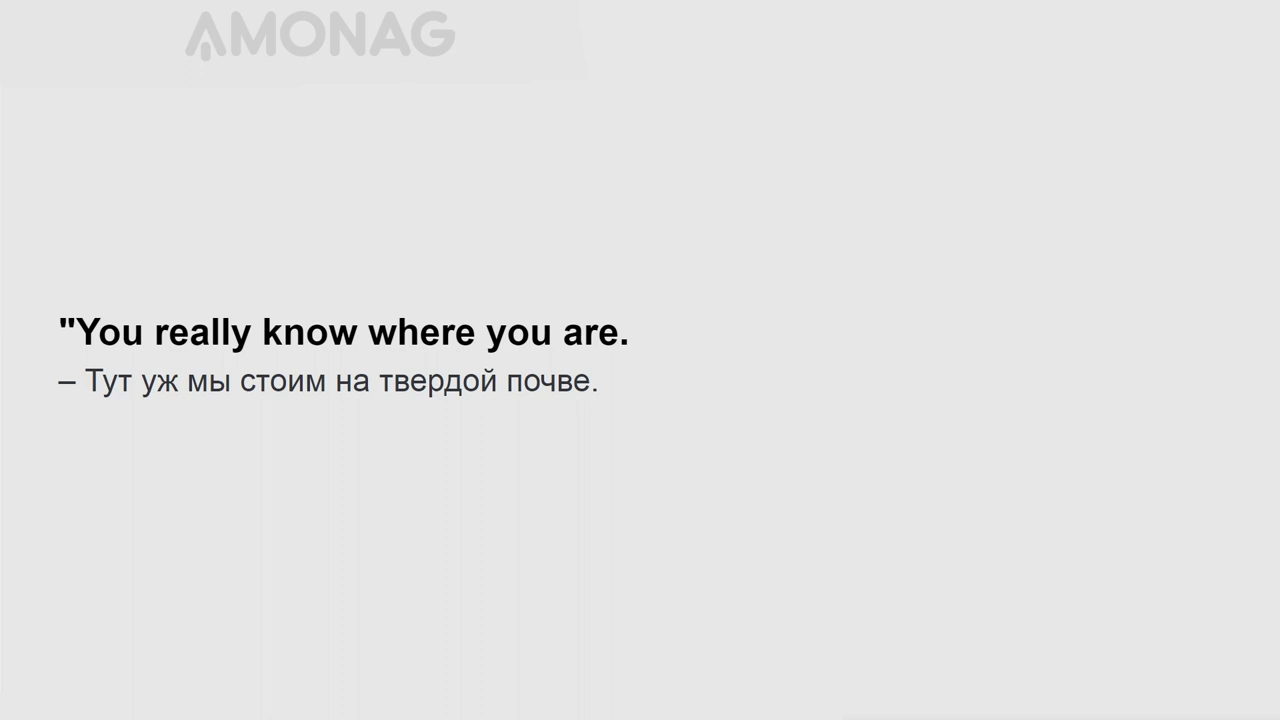 AMONAG
"You really know where you are.
– Тут уж мы стоим на твердой почве.